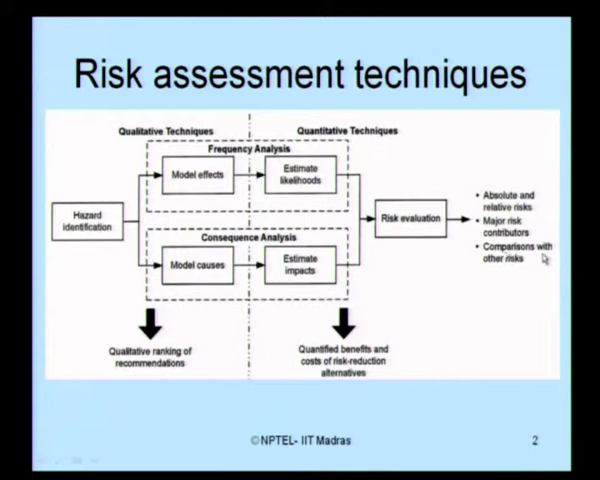 Risk assessment techniques
Qualitative Techniques
Quantitative Techniques
Frequency Analysis
Model effects
Estimate
likelihoods
Hazard
identification
Risk evaluation
• Absolute and
relative risks
• Major risk
contributors
• Comparisons with
other risks
Consequence Analysis
Model causes
Estimate
impacts
Qualitative ranking of
recommendations
Quantified benefits and
costs of risk-reduction
alternatives
©NPTEL- IIT Madras
2